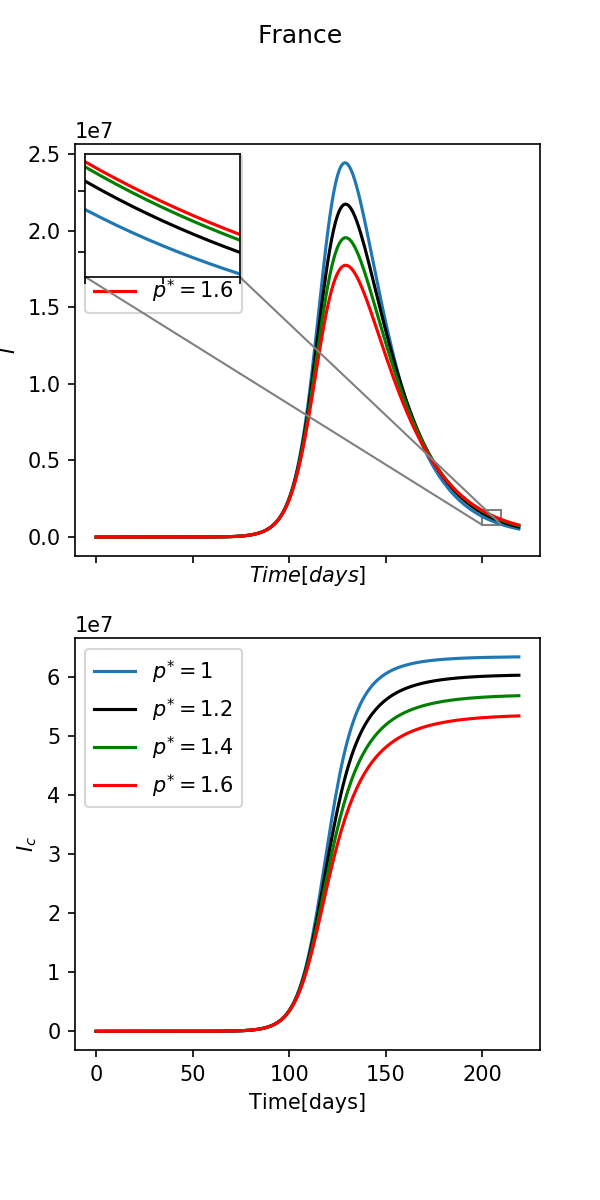 France
1e7
2.5
2.0
1.5
1.0
0.5
0.0
I
p* = 1.6
Time[days]
1e7
6
5
4
3
2
1
0
I_c
p* = 1
p* = 1.2
p* = 1.4
p* = 1.6
0 50 100 150 200
Time[days]